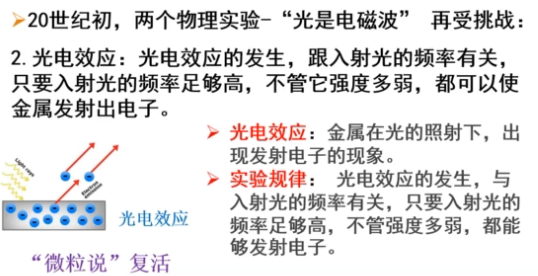 ➢20世纪初，两个物理实验-“光是电磁波” 再受挑战：
2. 光电效应：光电效应的发生，跟入射光的频率有关，
只要入射光的频率足够高，不管它强度多弱，都可以使
金属发射出电子。
➢ 光电效应：金属在光的照射下，出
现发射电子的现象。
➢ 实验规律： 光电效应的发生，与
入射光的频率有关，只要入射光的
频率足够高，不管强度多弱，都能
够发射电子。
Light rays
Electron
emission
光电效应
“微粒说”复活